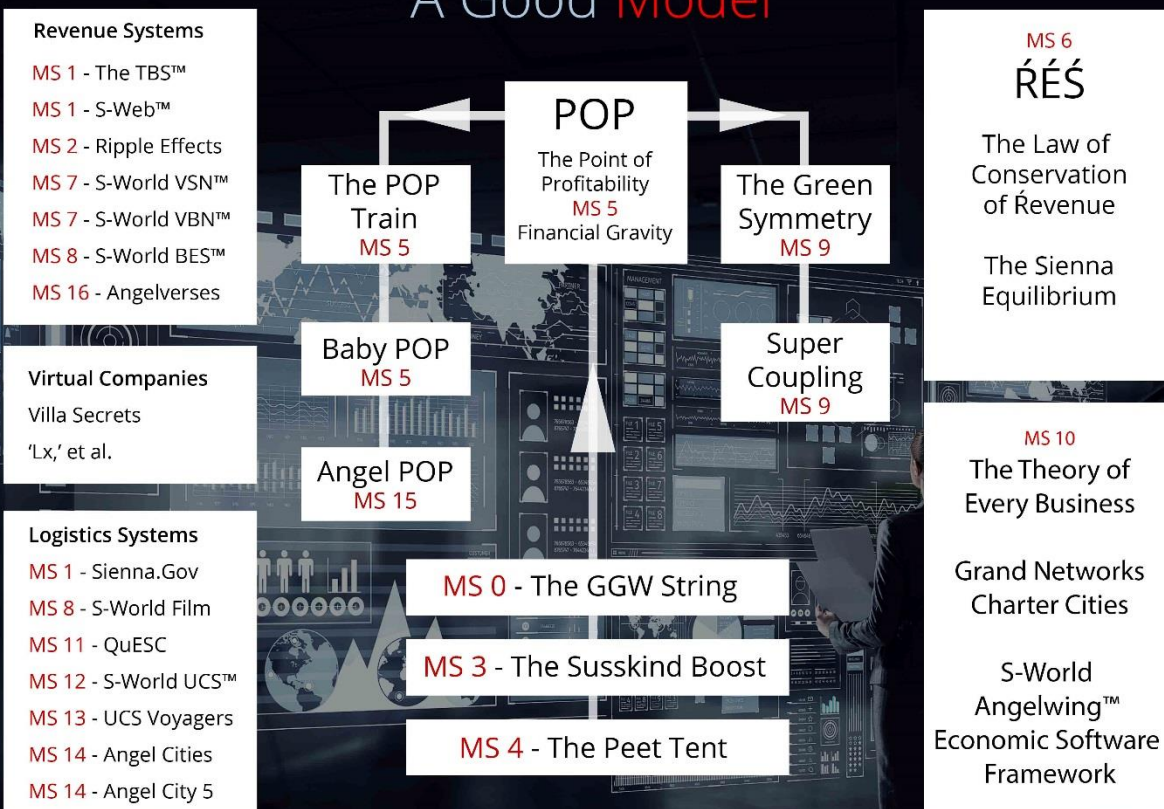 A Good Model
Revenue Systems
MS 1 - The TBS™
MS 1 - S-Web™
MS 2 - Ripple Effects
MS 7 - S-World VSN™
MS 7 - S-World VBN™
MS 8 - S-World BES™
MS 16 - Angelverses
Virtual Companies
Villa Secrets
‘Lx,’ et al.
Logistics Systems
MS 1 - Sienna.Gov
MS 8 - S-World Film
MS 11 - QuESC
MS 12 - S-World UCS™
MS 13 - UCS Voyagers
MS 14 - Angel Cities
MS 14 - Angel City 5
The POP
Train
MS 5
Baby POP
MS 5
Angel POP
MS 15
POP
The Point of
Profitability
MS 5
Financial Gravity
The Green
Symmetry
MS 9
Super
Coupling
MS 9
MS 0 - The GGW String
MS 3 - The Susskind Boost
MS 4 - The Peet Tent
MS 6
ŔÉŚ
The Law of
Conservation
of Ŕevenue
The Sienna
Equilibrium
MS 10
The Theory of
Every Business
Grand Networks
Charter Cities
S-World
Angelwing™
Economic Software
Framework
MANAGEMENT